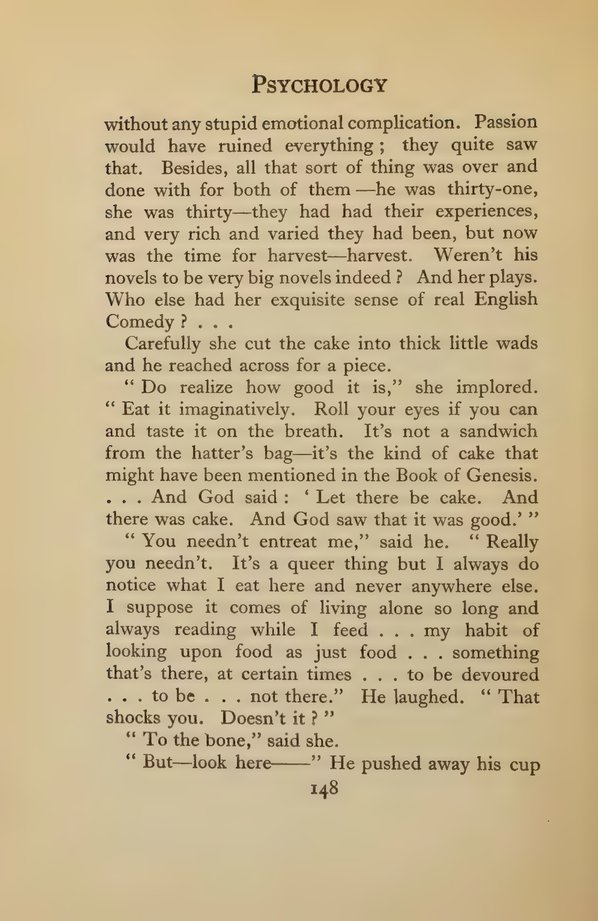 Psychology
without any stupid emotional complication. Passion
would have ruined everything ; they quite saw
that. Besides, all that sort of thing was over and
done with for both of them —he was thirty-one,
she was thirty—they had had their experiences,
and very rich and varied they had been, but now
was the time for harvest—harvest. Weren't his
novels to be very big novels indeed ? And her plays.
Who else had her exquisite sense of real English
Comedy ? . . .
Carefully she cut the cake into thick little wads
and he reached across for a piece.
“ Do realize how good it is,” she implored.
“ Eat it imaginatively. Roll your eyes if you can
and taste it on the breath. It's not a sandwich
from the hatter's bag—it's the kind of cake that
might have been mentioned in the Book of Genesis.
. . . And God said : ‘ Let there be cake. And
there was cake. And God saw that it was good.’ ”
“ You needn't entreat me,” said he. “ Really
you needn't. It's a queer thing but I always do
notice what I eat here and never anywhere else.
I suppose it comes of living alone so long and
always reading while I feed . . . my habit of
looking upon food as just food . . . something
that's there, at certain times . . . to be devoured
. . . to be . . . not there.” He laughed. “ That
shocks you. Doesn't it ? ”
“ To the bone,” said she.
“ But—look here——” He pushed away his cup
148